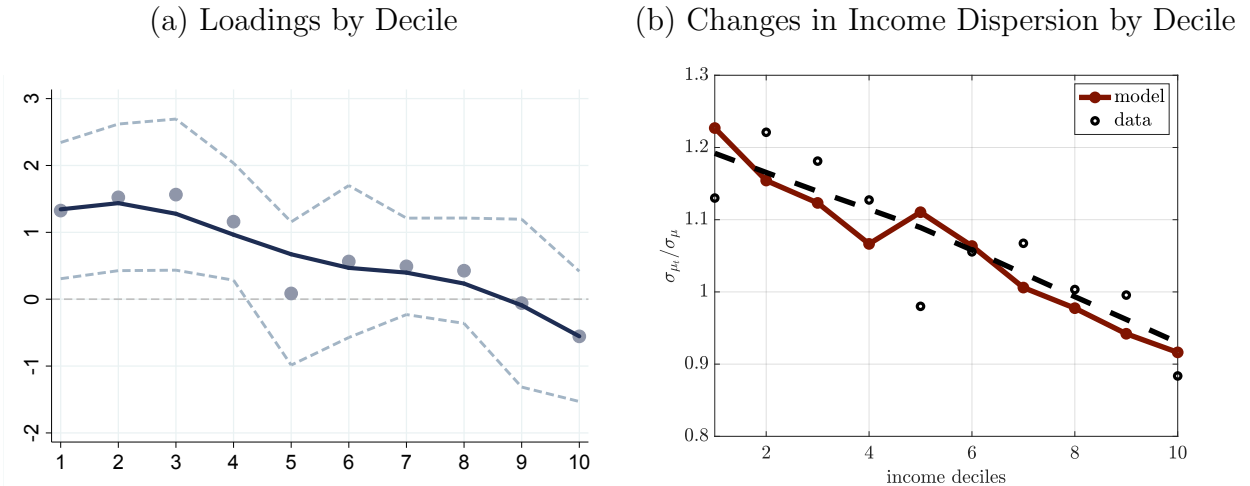 (a) Loadings by Decile
3
2
1
0
-1
-2
1 2 3 4 5 6 7 8 9 10
(b) Changes in Income Dispersion by Decile
1.3
1.2
1.1
1
0.9
0.8
σμt/σμ
model
data
2 4 6 8 10
income deciles